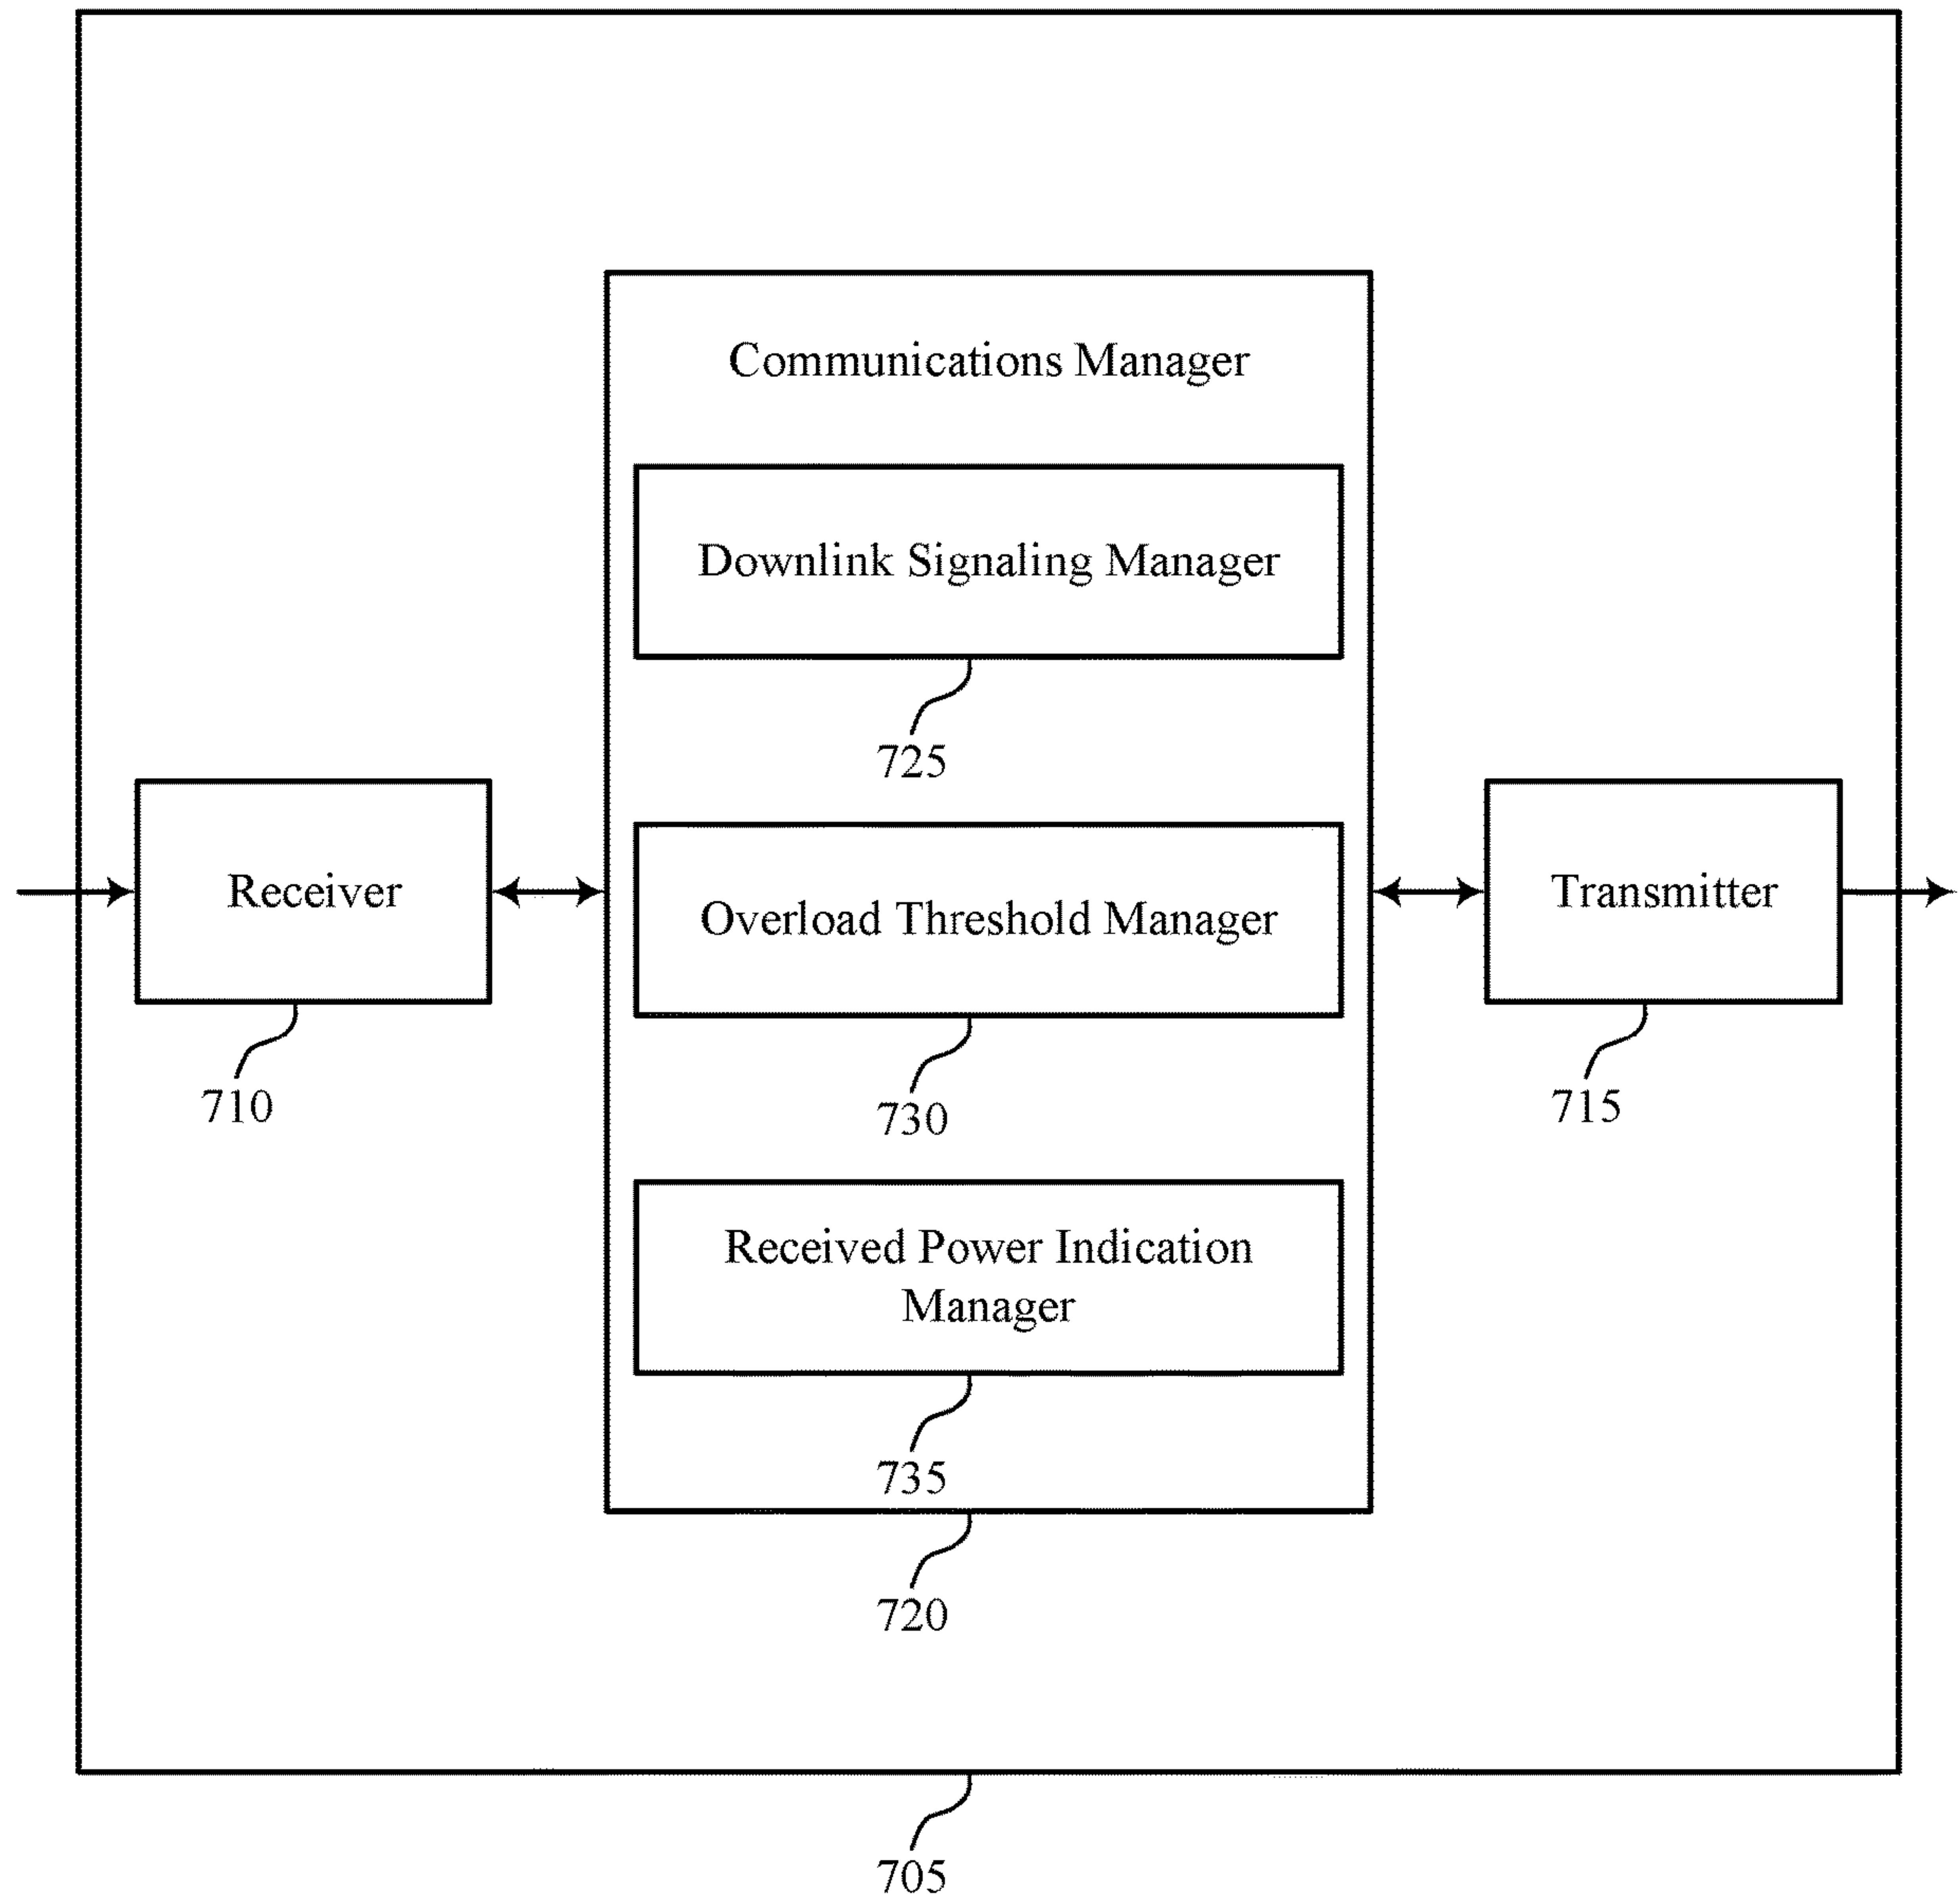 Communications Manager
Downlink Signaling Manager
725
Receiver
710
Overload Threshold Manager
730
Transmitter
715
Received Power Indication
Manager
735
720
705